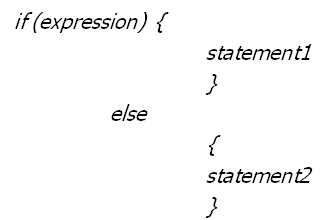 if (expression) {
statement1
}
else
{
statement2
}